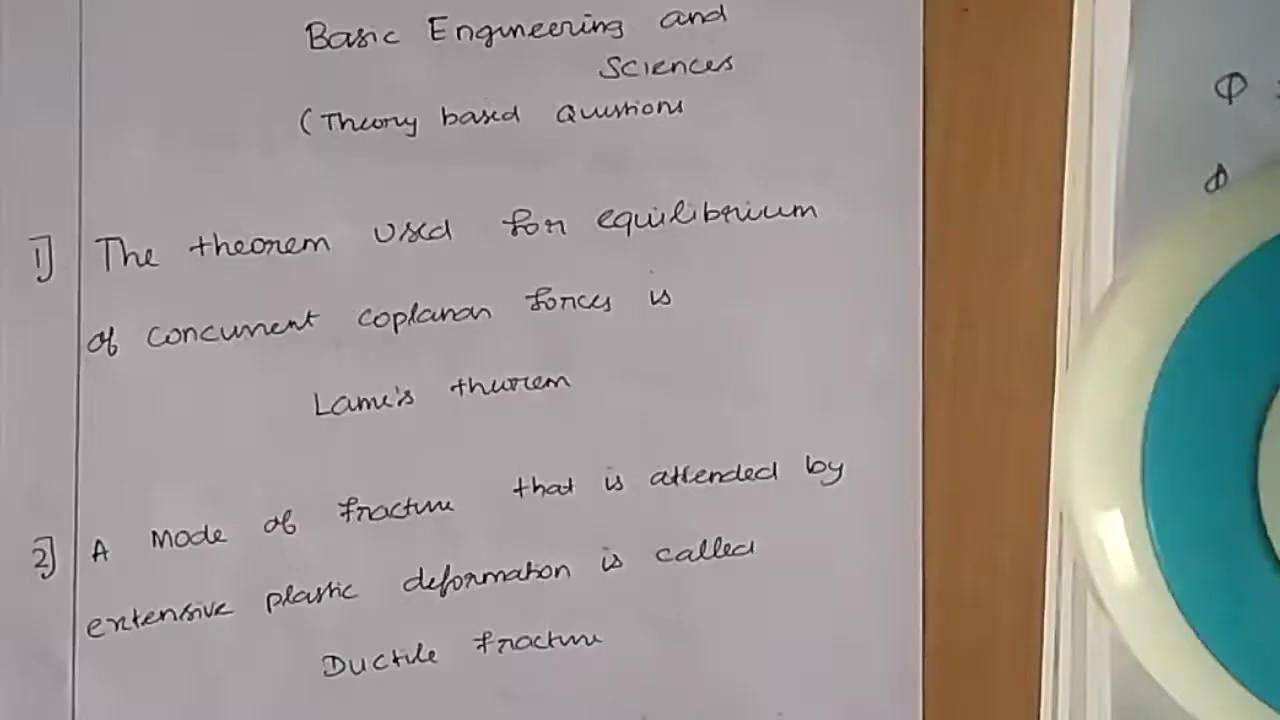 Basic Engineering and
Sciences
(Theory based Questions
1] The theorem used for equilibrium
of concurrent coplanar forces is
Lame's theorem
2] A Mode of fracture that is attended by
extensive plastic deformation is called
Ductile fracture